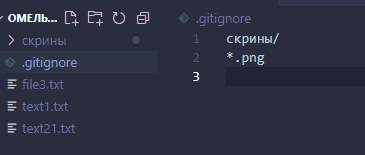 ОМЕЛЬ...
скрины
.gitignore
file3.txt
text1.txt
text21.txt
.gitignore
1 скрины/
2 *.png
3